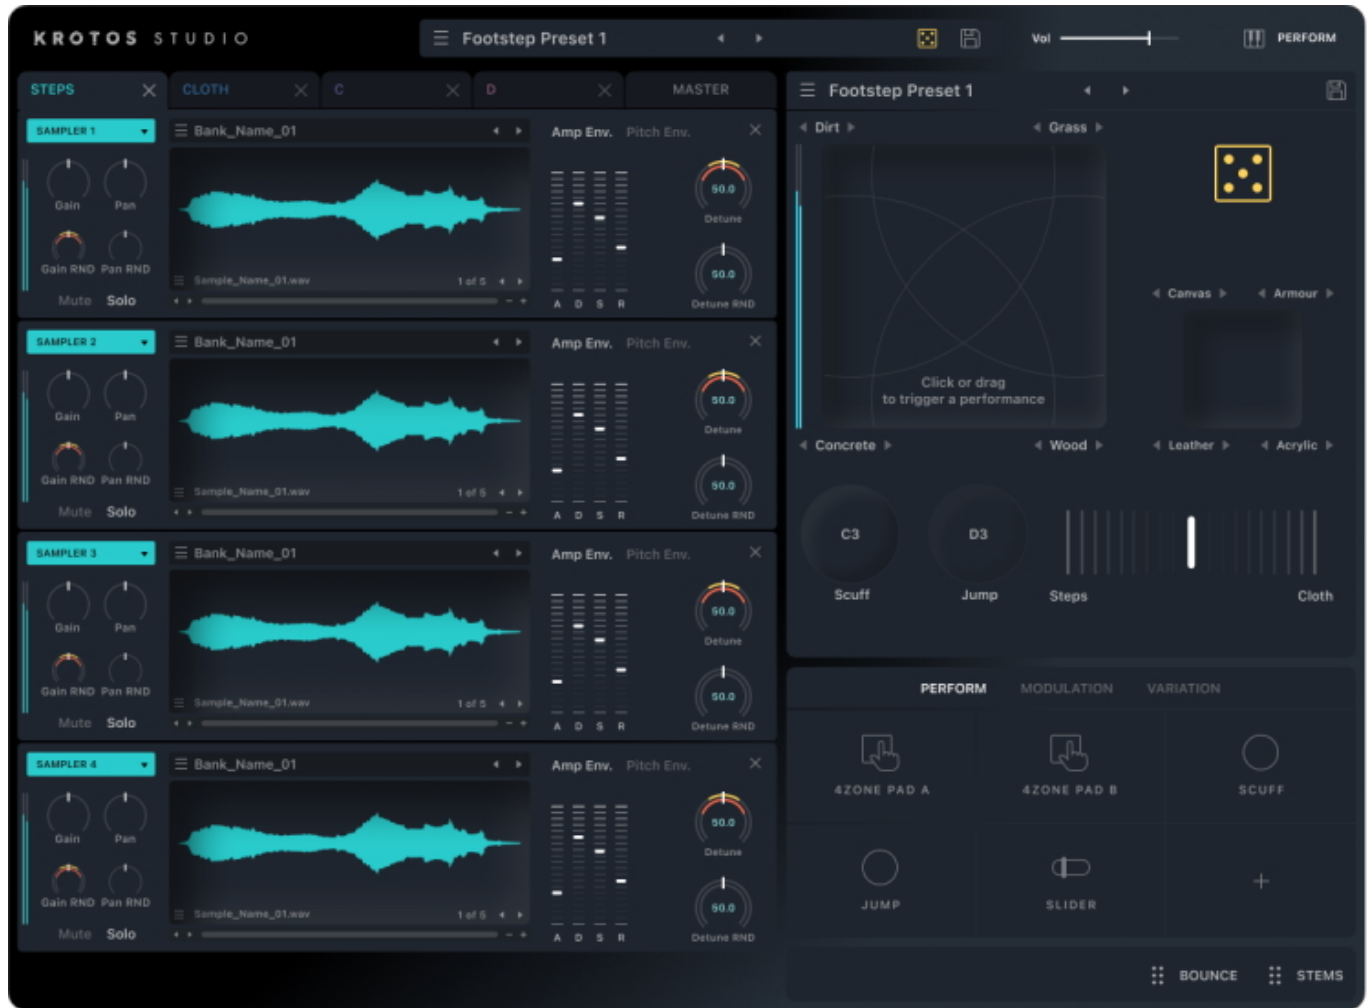 KROTOS STUDIO
Footstep Preset 1
Vol
PERFORM
STEPS
CLOTH
C
D
MASTER
SAMPLER 1
Bank_Name_01
Amp Env. Pitch Env.
Gain Pan
Gain RND Pan RND
Mute Solo
Sample_Name_01.wav
1 of 5
A D S R
50.0
Detune
50.0
Detune RND
SAMPLER 2
Bank_Name_01
Amp Env. Pitch Env.
Gain Pan
Gain RND Pan RND
Mute Solo
Sample_Name_01.wav
1 of 5
A D S R
50.0
Detune
50.0
Detune RND
SAMPLER 3
Bank_Name_01
Amp Env. Pitch Env.
Gain Pan
Gain RND Pan RND
Mute Solo
Sample_Name_01.wav
1 of 5
A D S R
50.0
Detune
50.0
Detune RND
SAMPLER 4
Bank_Name_01
Amp Env. Pitch Env.
Gain Pan
Gain RND Pan RND
Mute Solo
Sample_Name_01.wav
1 of 5
A D S R
50.0
Detune
50.0
Detune RND
Footstep Preset 1
Dirt
Grass
Click or drag
to trigger a performance
Concrete
Wood
Canvas
Armour
Leather
Acrylic
C3
Scuff
D3
Jump
Steps
Cloth
PERFORM
MODULATION
VARIATION
4ZONE PAD A
4ZONE PAD B
SCUFF
JUMP
SLIDER
BOUNCE
STEMS